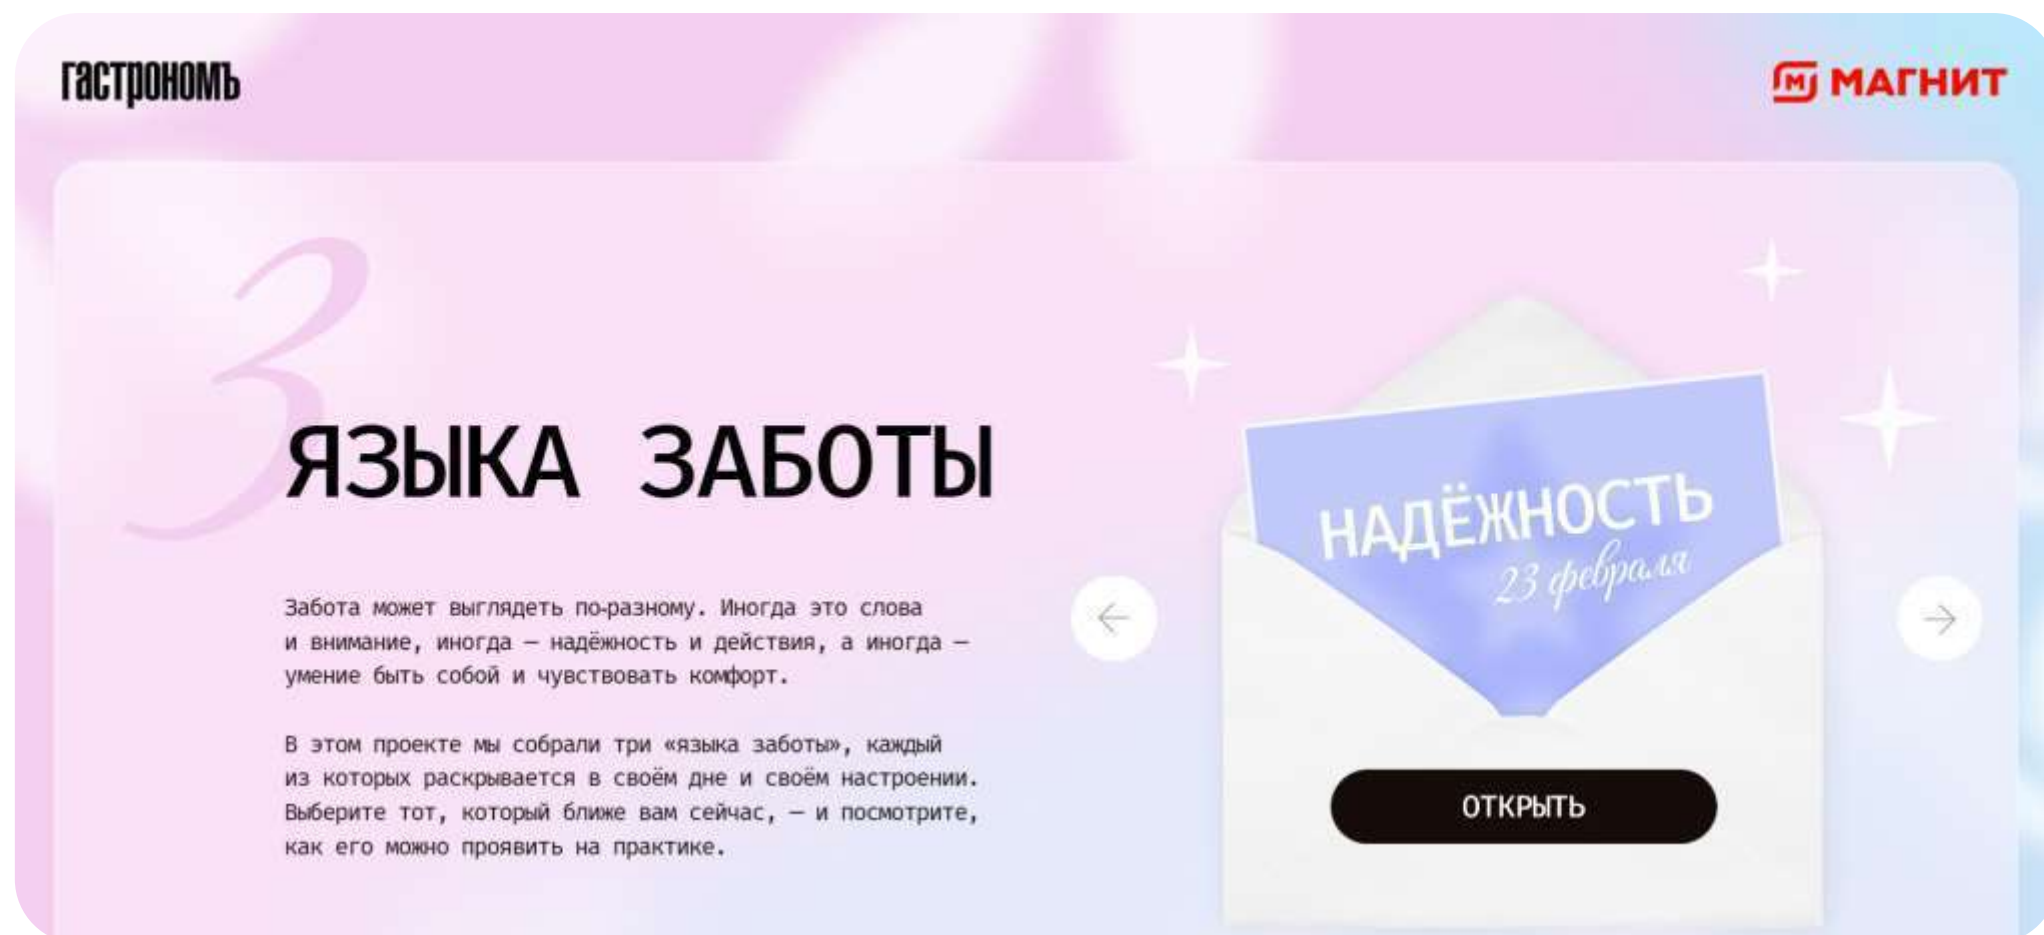 гастрономъ
М МАГНИТ
3
ЯЗЫКА ЗАБОТЫ
Забота может выглядеть по-разному. Иногда это слова
и внимание, иногда — надёжность и действия, а иногда —
умение быть собой и чувствовать комфорт.
В этом проекте мы собрали три «языка заботы», каждый
из которых раскрывается в своём дне и своём настроении.
Выберите тот, который ближе вам сейчас, — и посмотрите,
как его можно проявить на практике.
НАДЁЖНОСТЬ
23 февраля
ОТКРЫТЬ